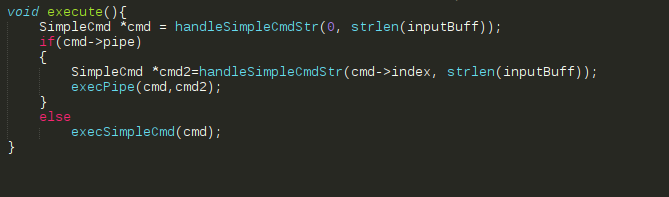 void execute(){
SimpleCmd *cmd = handleSimpleCmdStr(0, strlen(inputBuff));
if(cmd->pipe)
{
SimpleCmd *cmd2=handleSimpleCmdStr(cmd->index, strlen(inputBuff));
execPipe(cmd,cmd2);
}
else
execSimpleCmd(cmd);
}